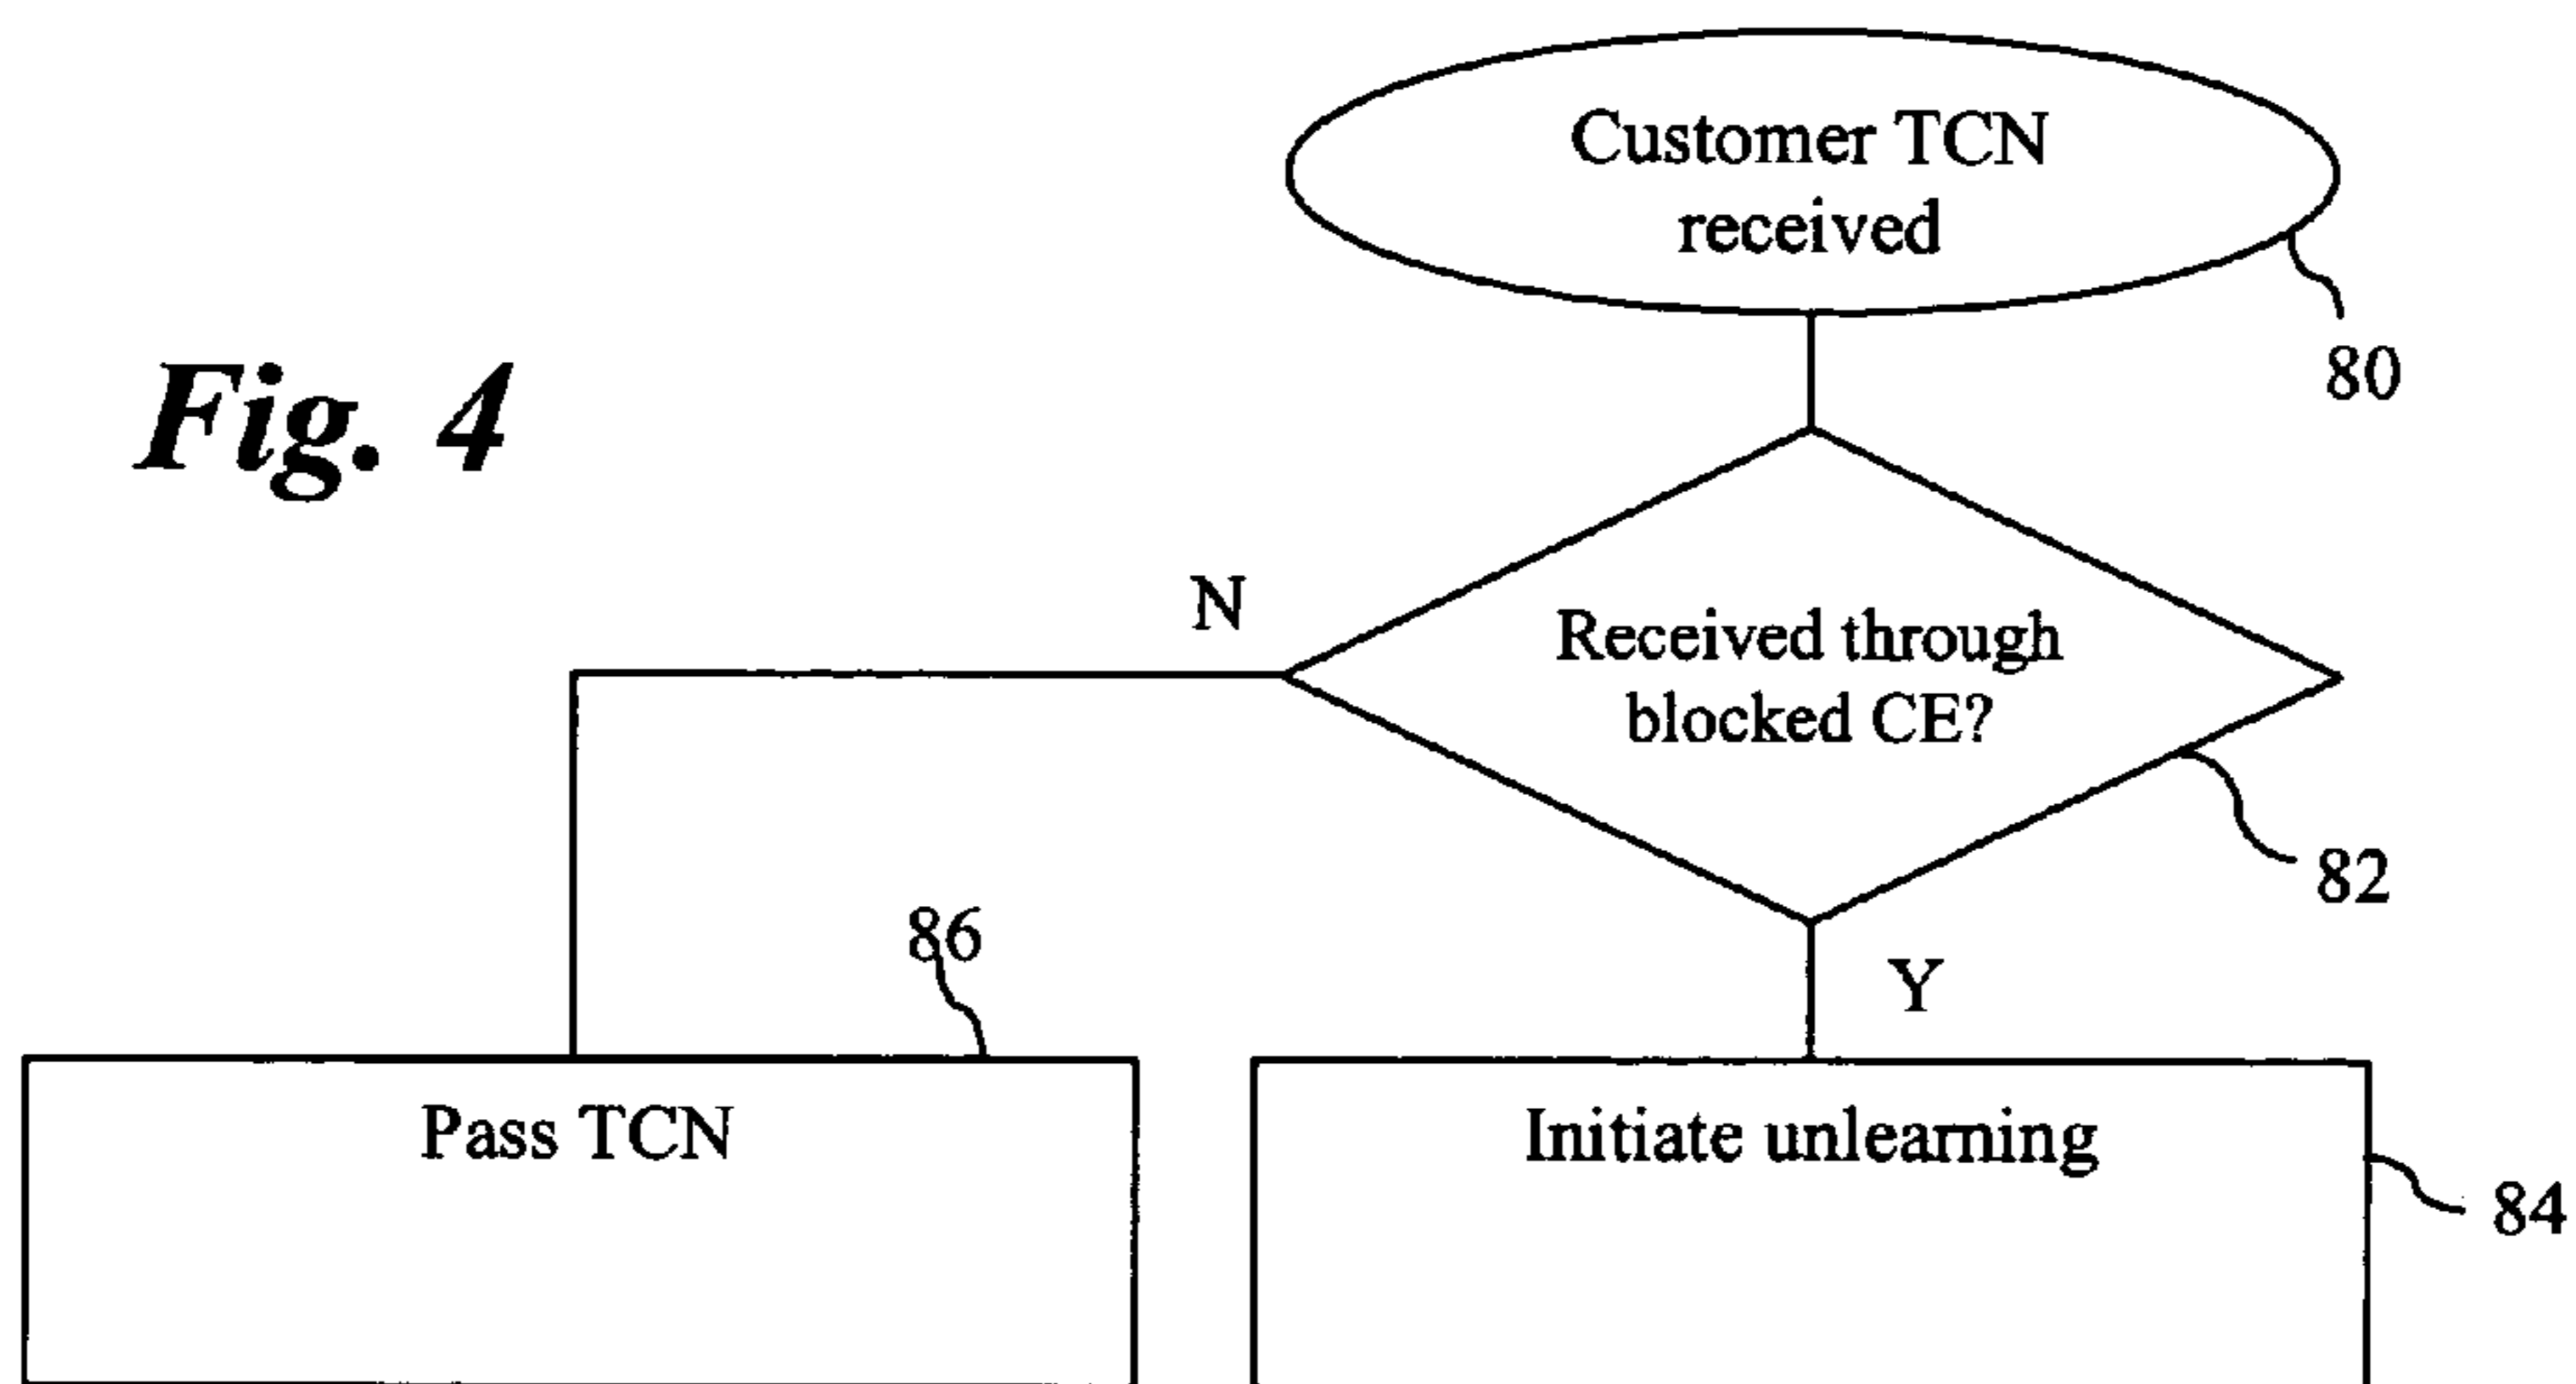 Customer TCN
received
80
Fig. 4
N
Received through
blocked CE?
82
86
Y
Pass TCN
Initiate unlearning
84